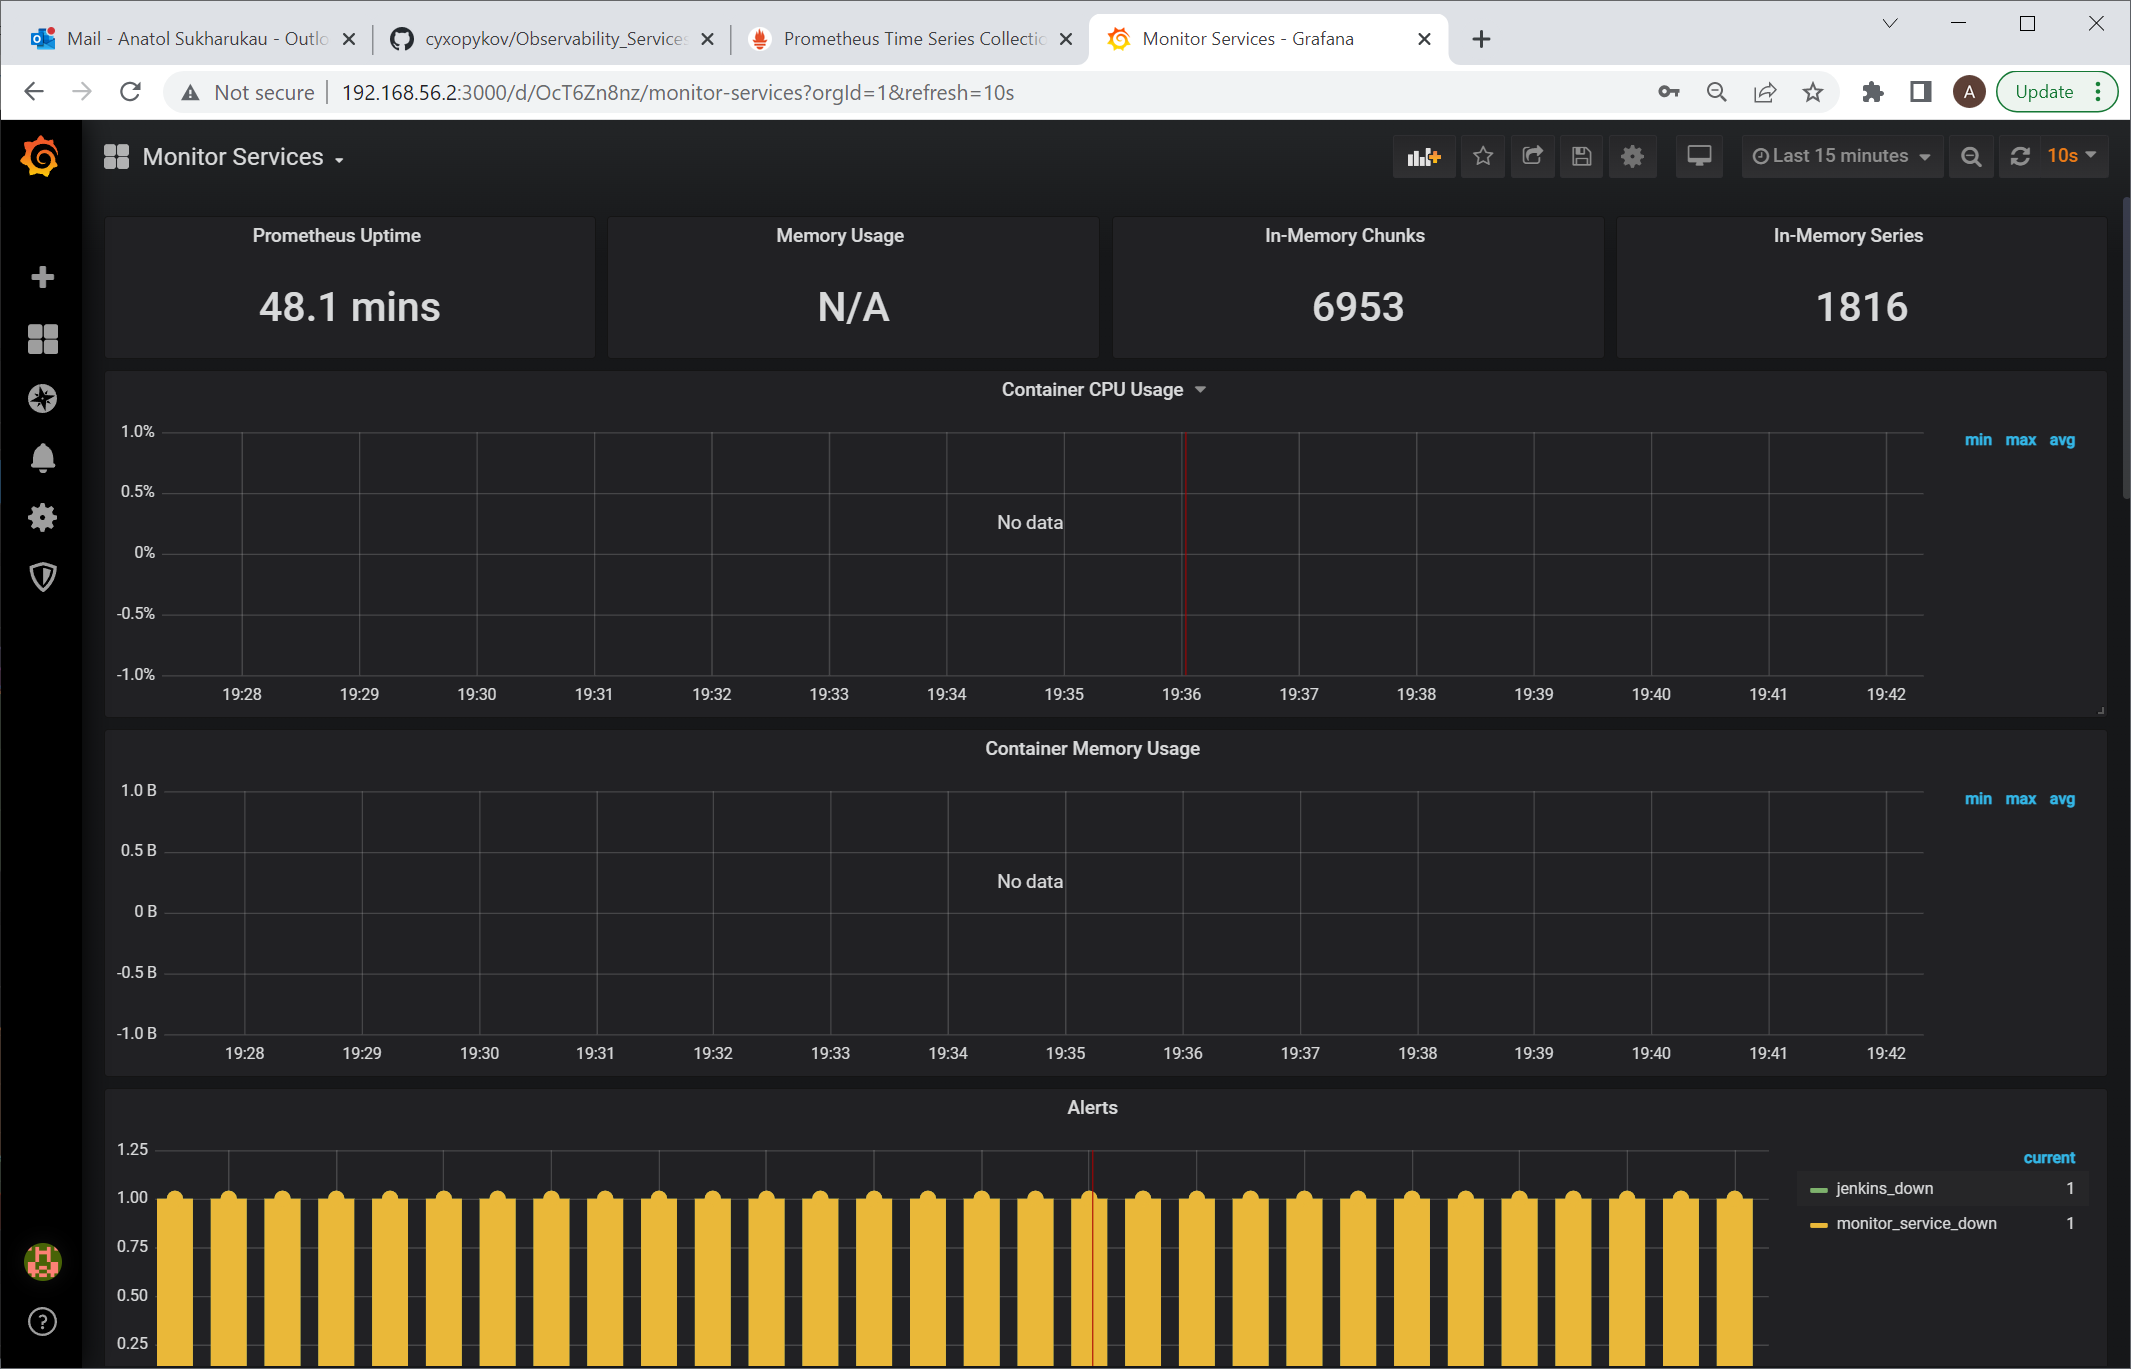 Mail - Anatol Sukharukau - Outlo
cyxopykov/Observability_Services
Prometheus Time Series Collectio
Monitor Services - Grafana
Not secure
192.168.56.2:3000/d/OcT6Zn8nz/monitor-services?orgId=1&refresh=10s
A
Update
Monitor Services
Last 15 minutes
10s
Prometheus Uptime
48.1 mins
Memory Usage
N/A
In-Memory Chunks
6953
In-Memory Series
1816
Container CPU Usage
1.0%
0.5%
0%
-0.5%
-1.0%
No data
min max avg
19:28 19:29 19:30 19:31 19:32 19:33 19:34 19:35 19:36 19:37 19:38 19:39 19:40 19:41 19:42
Container Memory Usage
1.0 B
0.5 B
0 B
-0.5 B
-1.0 B
No data
min max avg
19:28 19:29 19:30 19:31 19:32 19:33 19:34 19:35 19:36 19:37 19:38 19:39 19:40 19:41 19:42
Alerts
1.25
1.00
0.75
0.50
0.25
current
jenkins_down 1
monitor_service_down 1